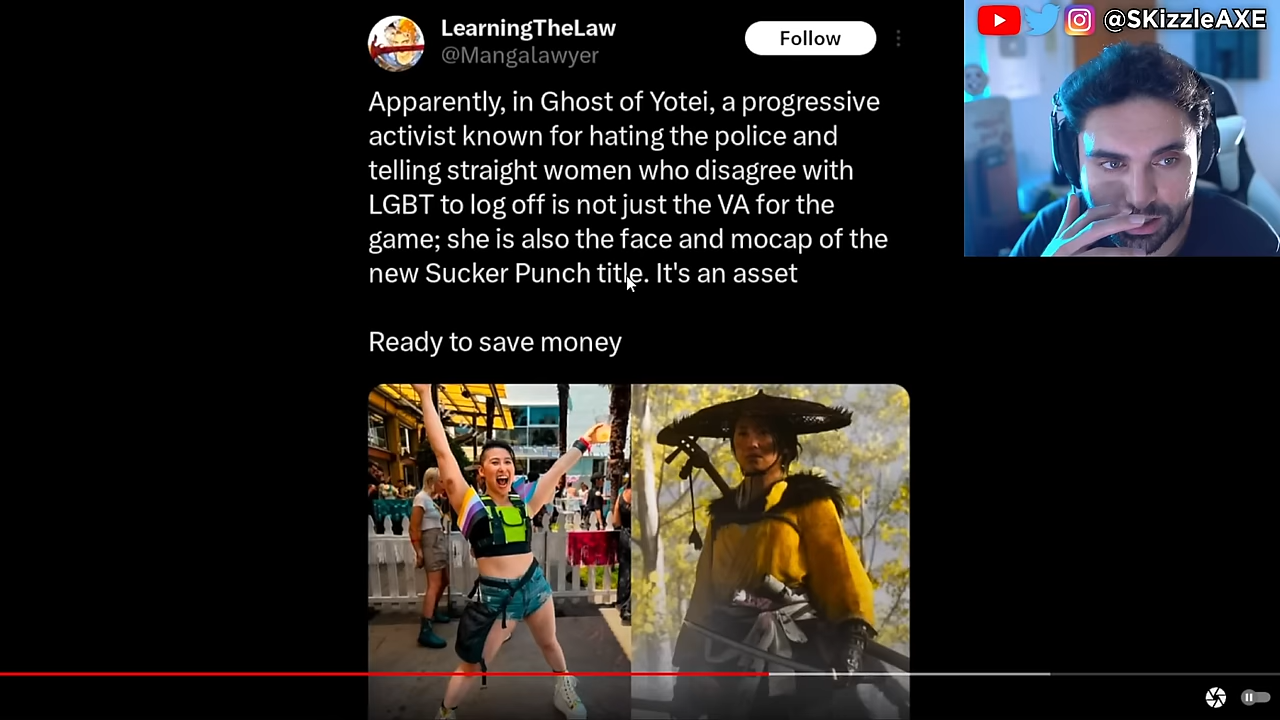 LearningTheLaw
@Mangalawyer
Follow
@SKizzleAXE
Apparently, in Ghost of Yotei, a progressive
activist known for hating the police and
telling straight women who disagree with
LGBT to log off is not just the VA for the
game; she is also the face and mocap of the
new Sucker Punch title. It's an asset
Ready to save money